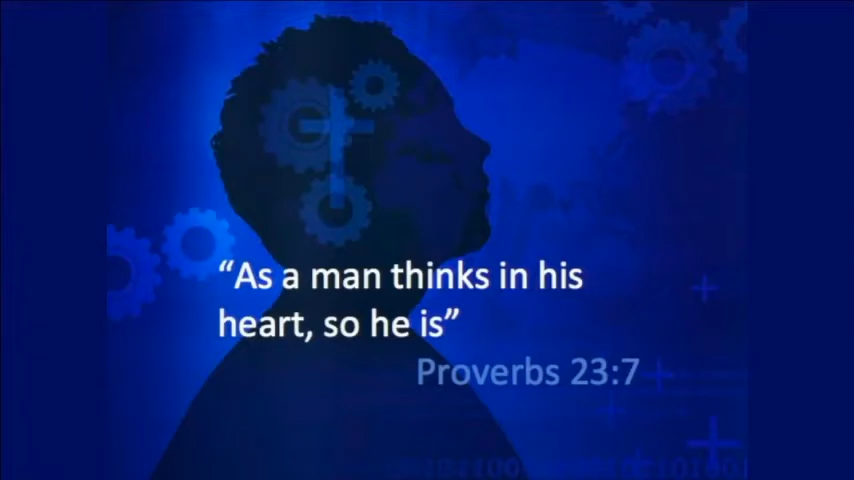 “As a man thinks in his
heart, so he is”
Proverbs 23:7